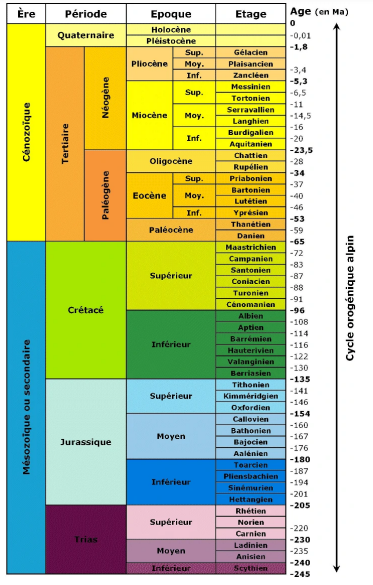 Ère Période Epoque Etage Age (en Ma)
0
Quaternaire Holocène
-0,01
Pléistocène
-1,8
Cénozoïque Tertiaire Néogène Pliocène Sup. Gélacien
Moy. Plaisancien
-3,4
Inf. Zancléen
-5,3
Miocène Sup. Messinien
-6,5
Tortonien
-11
Moy. Serravallien
-14,5
Langhien
-16
Inf. Burdigalien
-20
Aquitanien
-23,5
Paléogène Oligocène Chattien
-28
Rupélien
-34
Eocène Sup. Priabonien
-37
Moy. Bartonien
-40
Lutétien
-46
Inf. Yprésien
-53
Paléocène Thanétien
-59
Danien
-65
Mésozoïque ou secondaire Crétacé Supérieur Maastrichien
-72
Campanien
-83
Santonien
-87
Coniacien
-88
Turonien
-91
Cénomanien
-96
Inférieur Albien
-108
Aptien
-114
Barrémien
-116
Hauterivien
-122
Valanginien
-130
Berriasien
-135
Jurassique Supérieur Tithonien
-141
Kimméridgien
-146
Oxfordien
-154
Moyen Callovien
-160
Bathonien
-167
Bajocien
-176
Aalénien
-180
Inférieur Toarcien
-187
Pliensbachien
-194
Sinémurien
-201
Hettangien
-205
Trias Supérieur Rhétien
Norien
-220
Carnien
-230
Moyen Ladinien
-235
Anisien
-240
Inférieur Scythien
-245
Cycle orogénique alpin